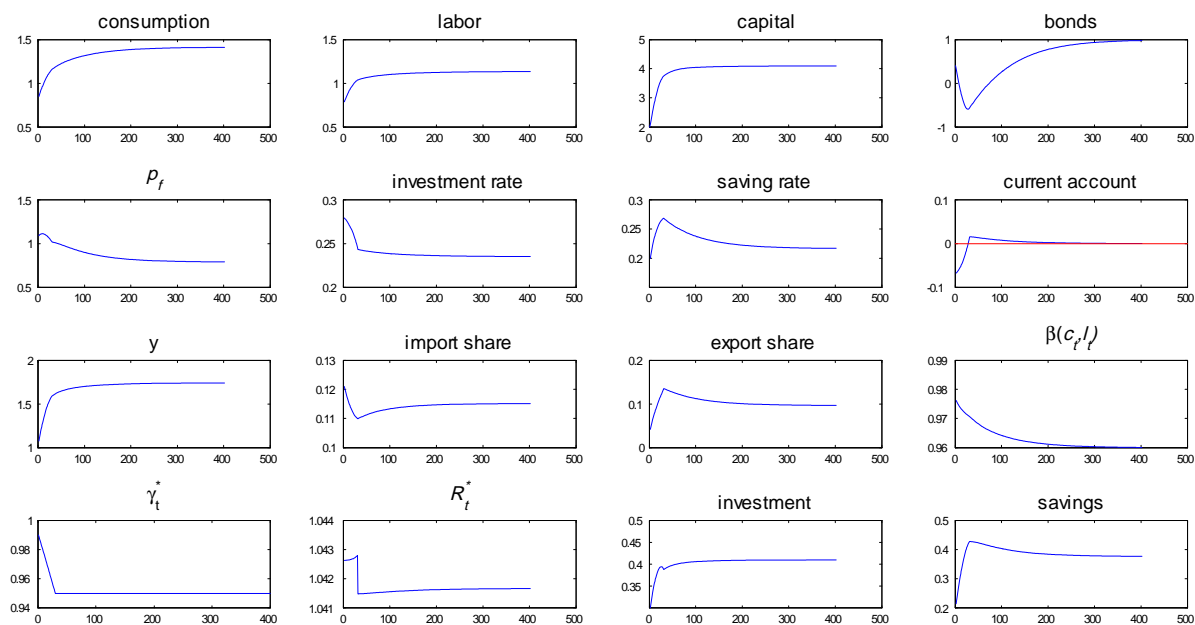 consumption labor capital bonds
1.5 1.5 5 1
4
1 1 0
3
0.5 0.5 2 -1
0 100 200 300 400 500 0 100 200 300 400 500 0 100 200 300 400 500 0 100 200 300 400 500
p_f investment rate saving rate current account
1.5 0.3 0.3 0.1
1 0.25 0.25 0
0.2
0.5 0.2 -0.1
0 100 200 300 400 500 0 100 200 300 400 500 0 100 200 300 400 500 0 100 200 300 400 500
y import share export share β(c_t,l_t)
2 0.13 0.2 0.99
0.12 0.98
1.5 0.1
0.11 0.97
1 0.1 0 0.96
0 100 200 300 400 500 0 100 200 300 400 500 0 100 200 300 400 500 0 100 200 300 400 500
γ_t^* R_t^* investment savings
1 1.044 0.5 0.5
0.98 1.043 0.45 0.4
0.4
0.96 1.042 0.3
0.35
0.94 1.041 0.2
0 100 200 300 400 0 100 200 300 400 500 0 100 200 300 400 500 0 100 200 300 400 500